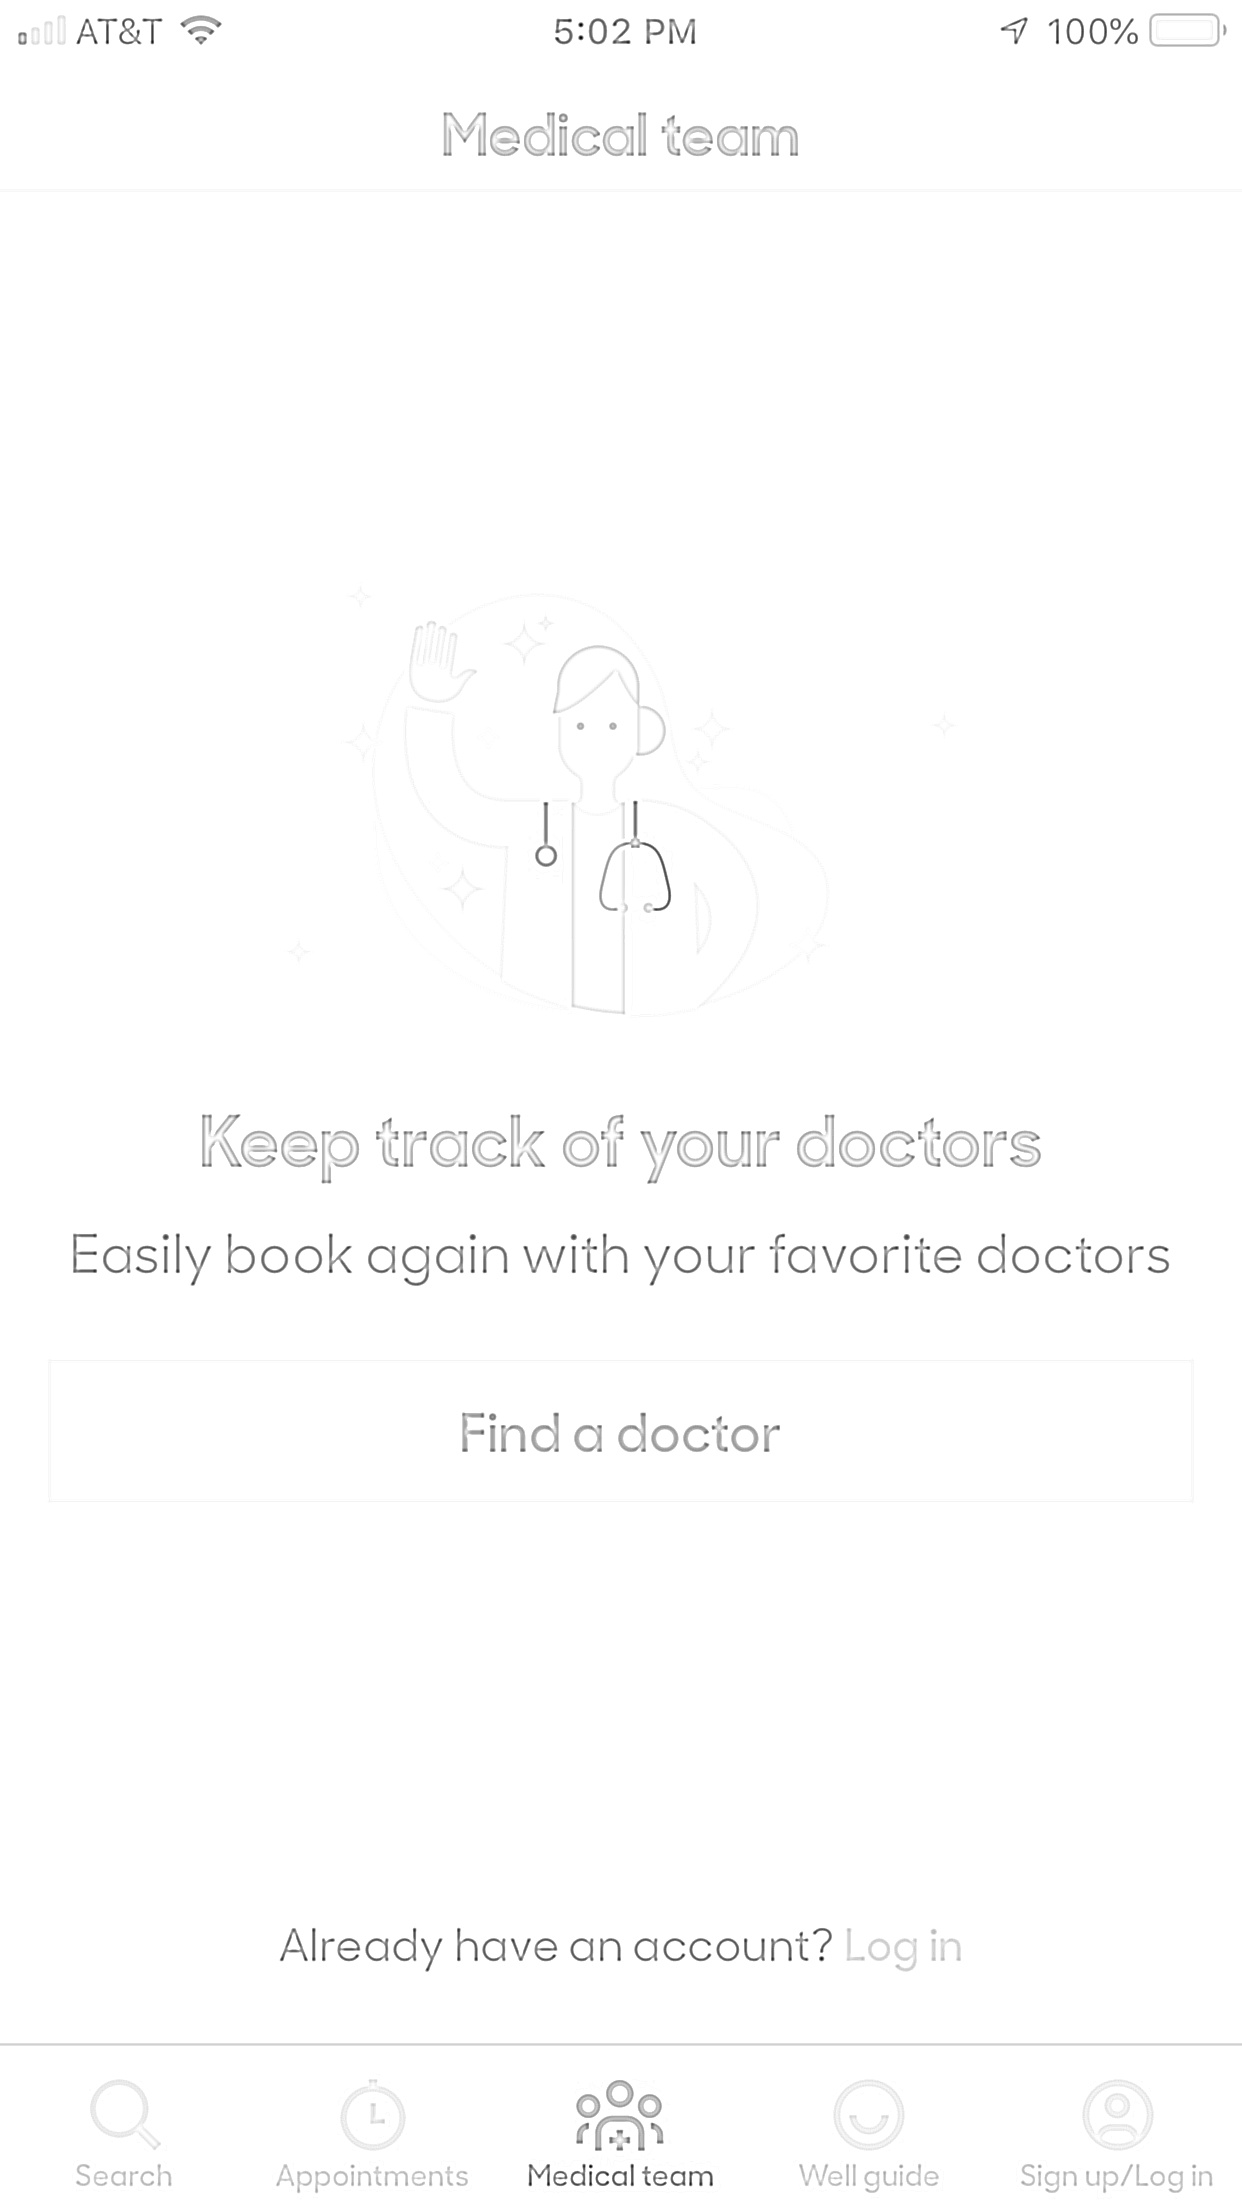 AT&T 5:02 PM 100%
Medical team
Keep track of your doctors
Easily book again with your favorite doctors
Find a doctor
Already have an account? Log in
Search Appointments Medical team Well guide Sign up/Log in